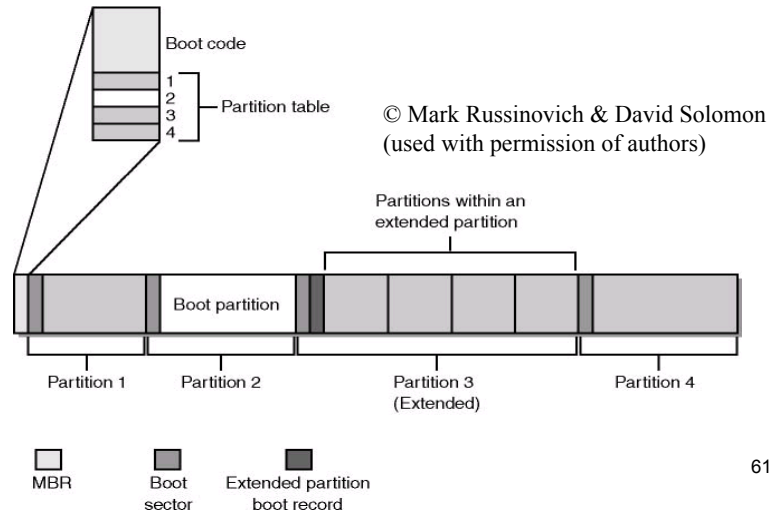 Boot code
1
2
3
4
Partition table
© Mark Russinovich & David Solomon
(used with permission of authors)
Partitions within an
extended partition
Boot partition
Partition 1
Partition 2
Partition 3
(Extended)
Partition 4
MBR
Boot
sector
Extended partition
boot record
61